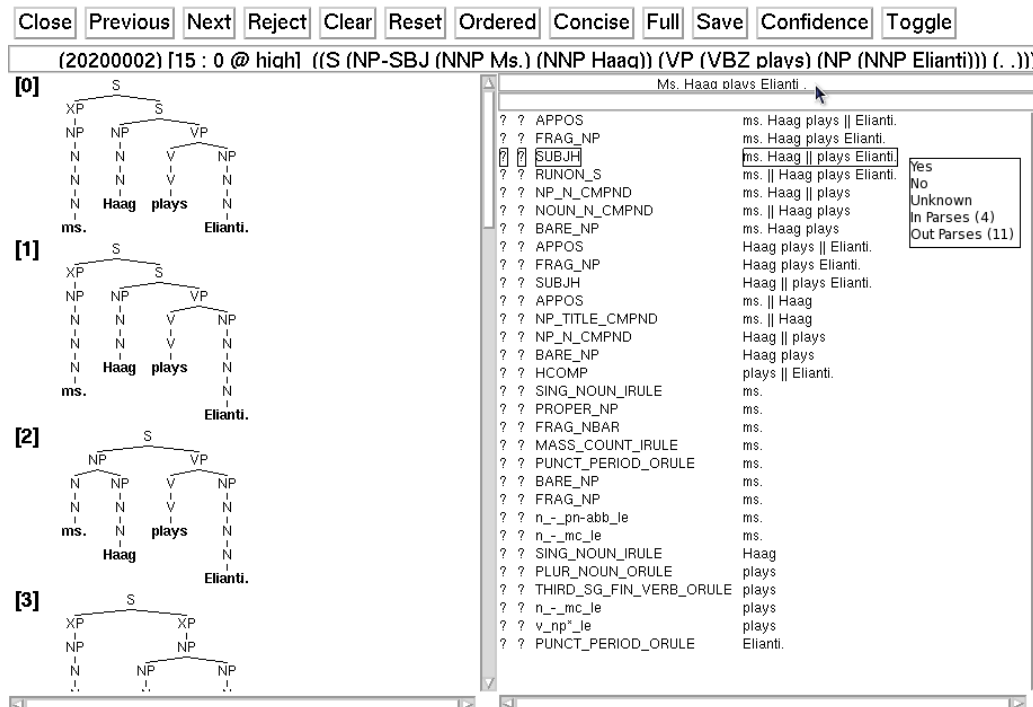 Close Previous Next Reject Clear Reset Ordered Concise Full Save Confidence Toggle
(20200002) [15 : 0 @ high] ((S (NP-SBJ (NNP Ms.) (NNP Haag)) (VP (VBZ plays) (NP (NNP Elianti))) (. .)))
[0]
S
XP S
NP NP VP
N N V NP
N N V N
N Haag plays N
ms. Elianti.
[1]
S
XP S
NP NP VP
N N V NP
N N V N
N Haag plays N
ms. N
Elianti.
[2]
S
NP VP
N NP V NP
N N V N
ms. N plays N
Haag N
Elianti.
[3]
S
XP XP
NP NP
N NP NP
N N N
Ms. Haag plays Elianti .
? ? APPOS ms. Haag plays || Elianti.
? ? FRAG_NP ms. Haag plays Elianti.
? ? SUBJH ms. Haag || plays Elianti.
? ? RUNON_S ms. || Haag plays Elianti.
? ? NP_N_CMPND ms. Haag || plays
? ? NOUN_N_CMPND ms. || Haag plays
? ? BARE_NP ms. Haag plays
? ? APPOS Haag plays || Elianti.
? ? FRAG_NP Haag plays Elianti.
? ? SUBJH Haag || plays Elianti.
? ? APPOS ms. || Haag
? ? NP_TITLE_CMPND ms. || Haag
? ? NP_N_CMPND Haag || plays
? ? BARE_NP Haag plays
? ? HCOMP plays || Elianti.
? ? SING_NOUN_IRULE ms.
? ? PROPER_NP ms.
? ? FRAG_NBAR ms.
? ? MASS_COUNT_IRULE ms.
? ? PUNCT_PERIOD_ORULE ms.
? ? BARE_NP ms.
? ? FRAG_NP ms.
? ? n_-_pn-abb_le ms.
? ? n_-_mc_le ms.
? ? SING_NOUN_IRULE Haag
? ? PLUR_NOUN_ORULE plays
? ? THIRD_SG_FIN_VERB_ORULE plays
? ? n_-_mc_le plays
? ? v_np*_le plays
? ? PUNCT_PERIOD_ORULE Elianti.
Yes
No
Unknown
In Parses (4)
Out Parses (11)